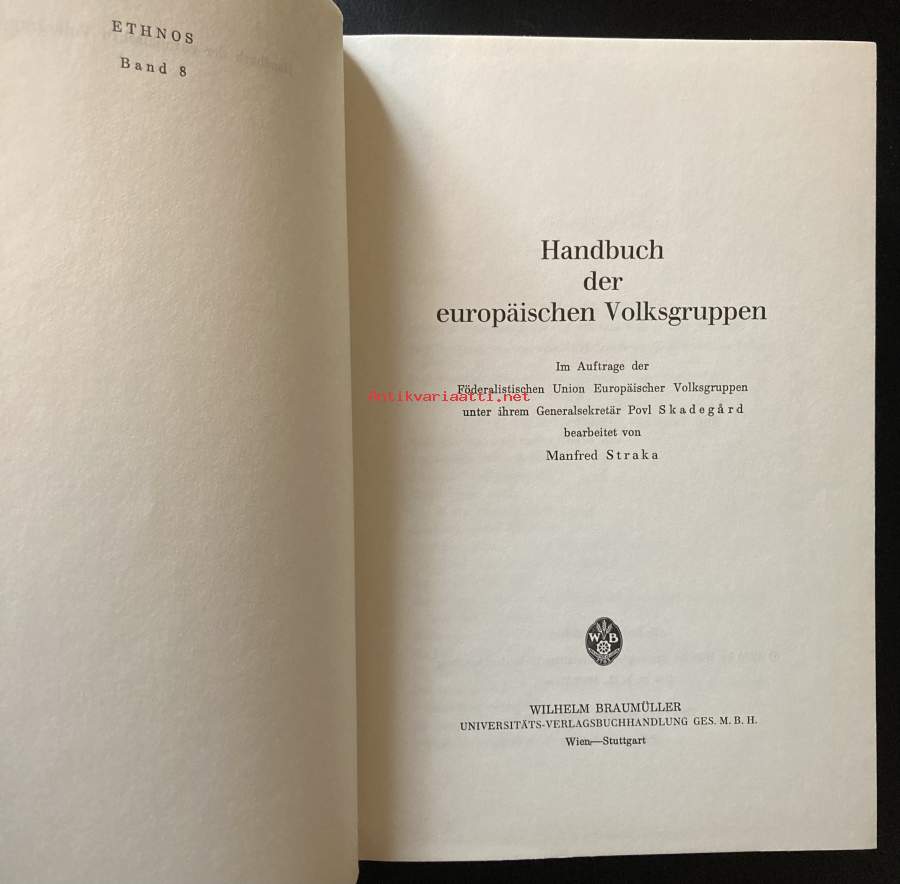 ETHNOS
Band 8
Handbuch
der
europäischen Volksgruppen
Im Auftrage der
Föderalistischen Union Europäischer Volksgruppen
Antikvariaatti.net
unter ihrem Generalsekretär Povl Skadegård
bearbeitet von
Manfred Straka
W B
WILHELM BRAUMÜLLER
UNIVERSITÄTS-VERLAGSBUCHHANDLUNG GES. M. B. H.
Wien—Stuttgart